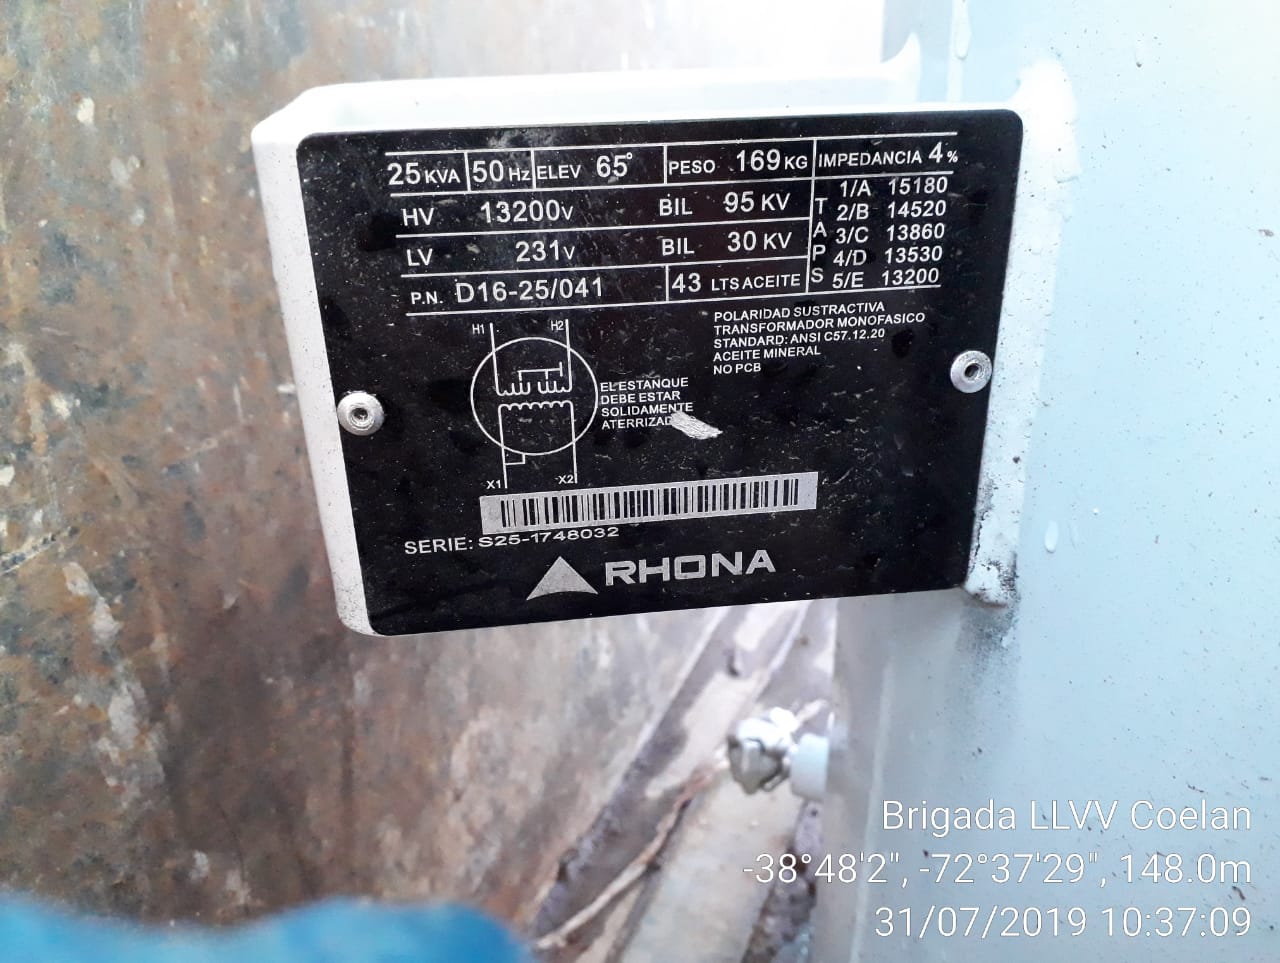 25 KVA 50 Hz ELEV 65° PESO 169 KG IMPEDANCIA 4 %
HV 13200V BIL 95 KV
LV 231V BIL 30 KV
P.N. D16-25/041 43 LTS ACEITE
TAPS
1/A 15180
2/B 14520
3/C 13860
4/D 13530
5/E 13200
H1 H2
X1 X2
EL ESTANQUE
DEBE ESTAR
SOLIDAMENTE
POLARIDAD SUSTRACTIVA
TRANSFORMADOR MONOFASICO
STANDARD: ANSI C57.12.20
ACEITE MINERAL
NO PCB
SERIE: S25-1748032
RHONA
Brigada LLVV Coelan
-38°48'2", -72°37'29", 148.0m
31/07/2019 10:37:09